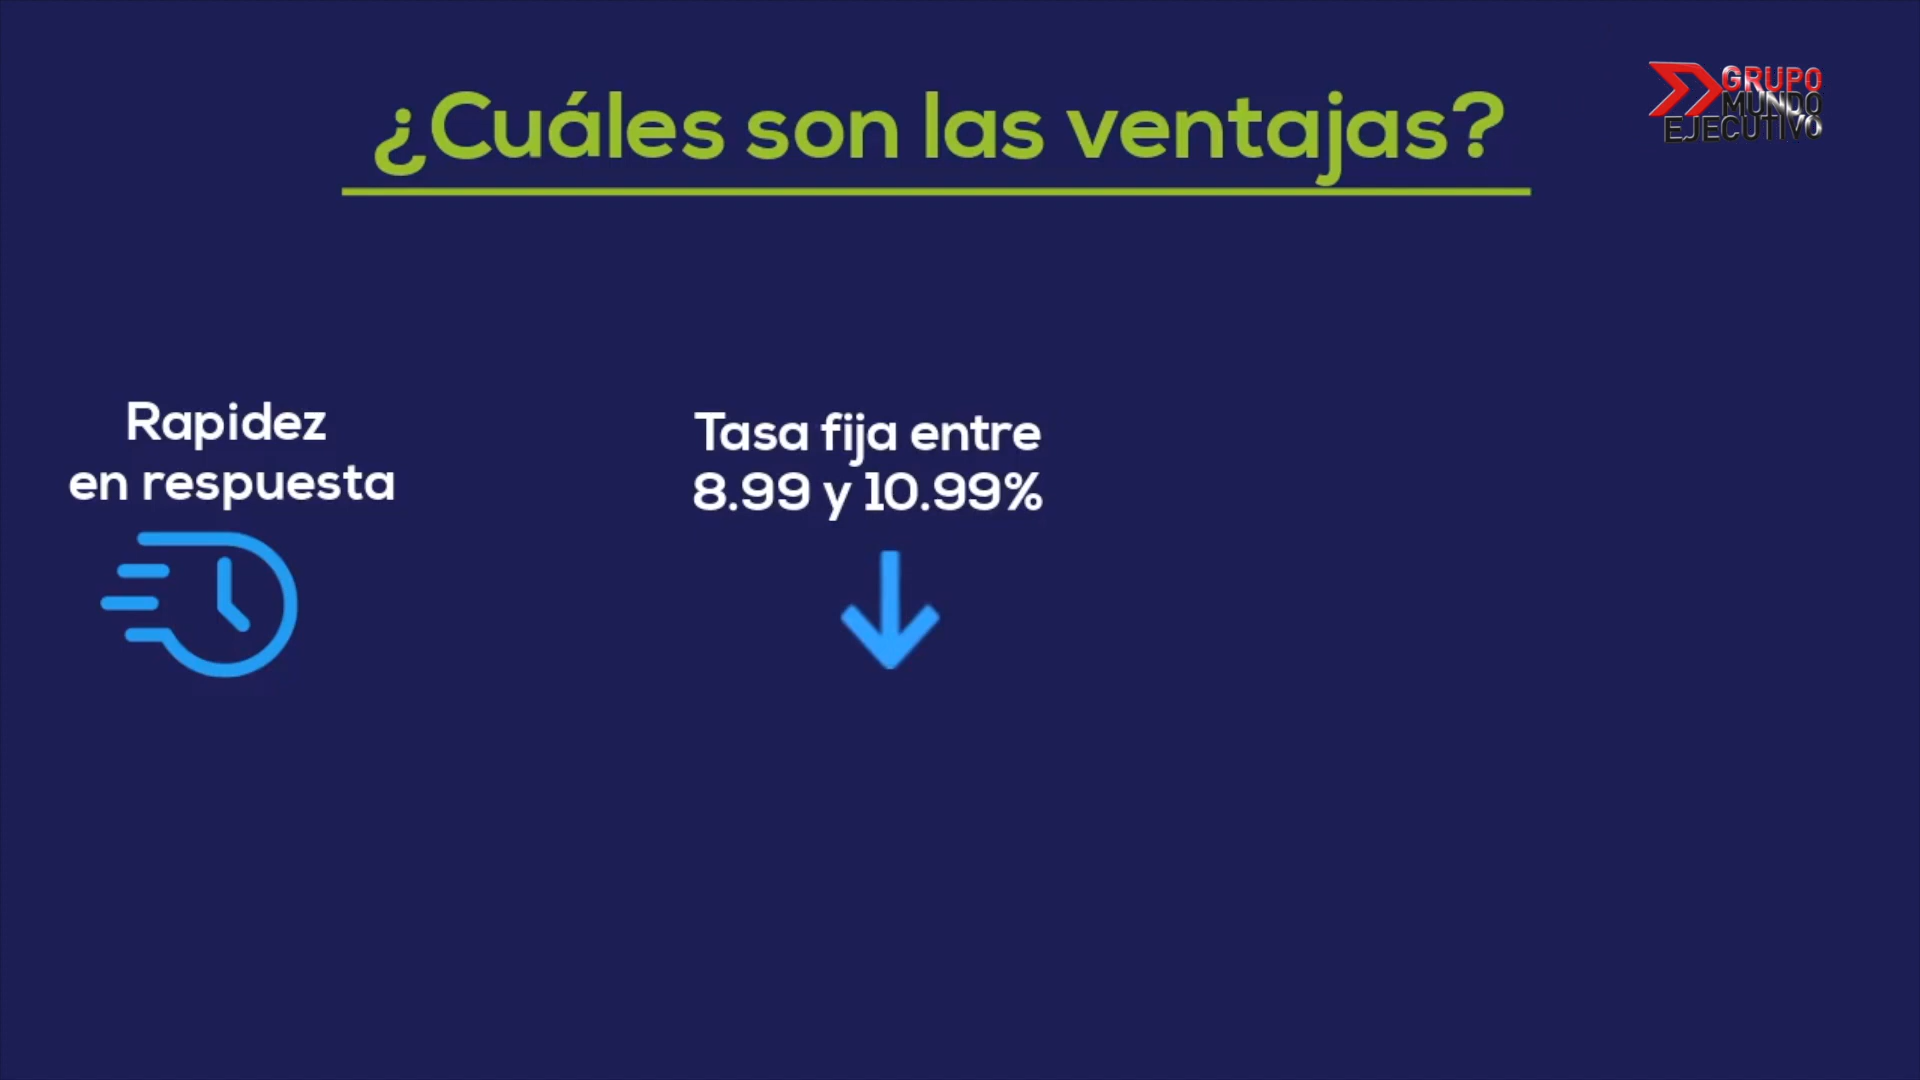 ¿Cuáles son las ventajas?
GRUPO
MUNDO
EJECUTIVO
Rapidez
en respuesta
Tasa fija entre
8.99 y 10.99%